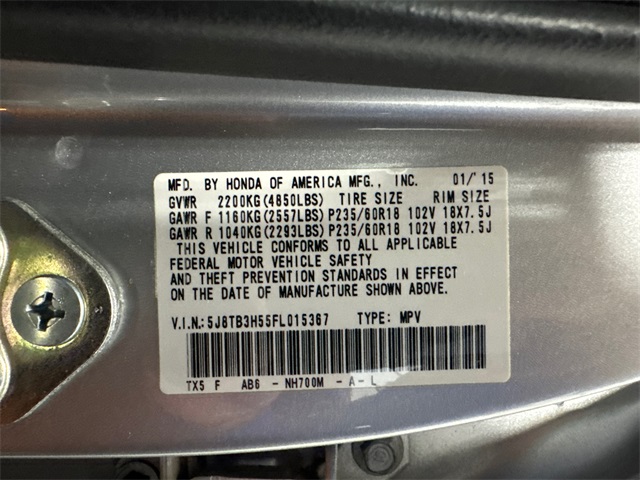 MFD. BY HONDA OF AMERICA MFG., INC. 01/'15
GVWR 2200KG(4850LBS) TIRE SIZE RIM SIZE
GAWR F 1160KG(2557LBS) P235/60R18 102V 18X7.5J
GAWR R 1040KG(2293LBS) P235/60R18 102V 18X7.5J
THIS VEHICLE CONFORMS TO ALL APPLICABLE
FEDERAL MOTOR VEHICLE SAFETY
AND THEFT PREVENTION STANDARDS IN EFFECT
ON THE DATE OF MANUFACTURE SHOWN ABOVE.
V.I.N.:5J8TB3H55FL015367 TYPE: MPV
TX5 F AB6 - NH700M - A - L